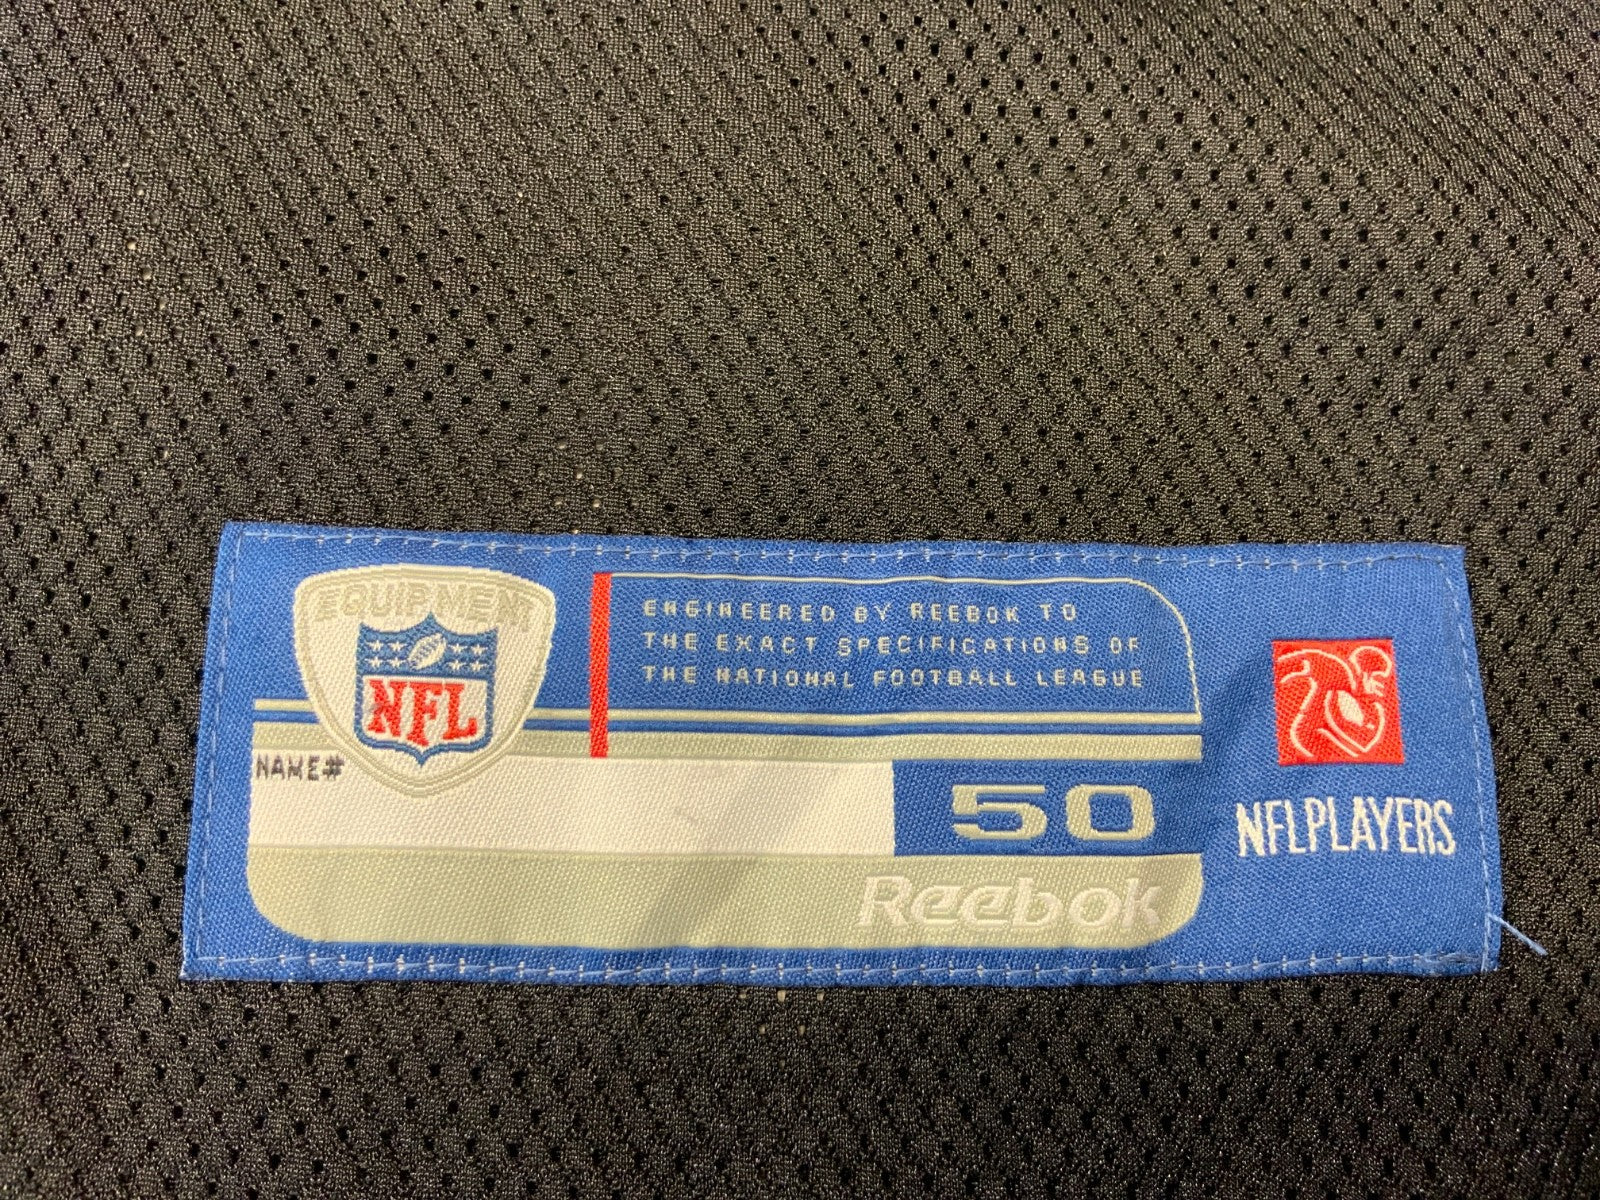 EQUIPMENT
NFL
ENGINEERED BY REEBOK TO
THE EXACT SPECIFICATIONS OF
THE NATIONAL FOOTBALL LEAGUE
NAME#
50
Reebok
NFLPLAYERS